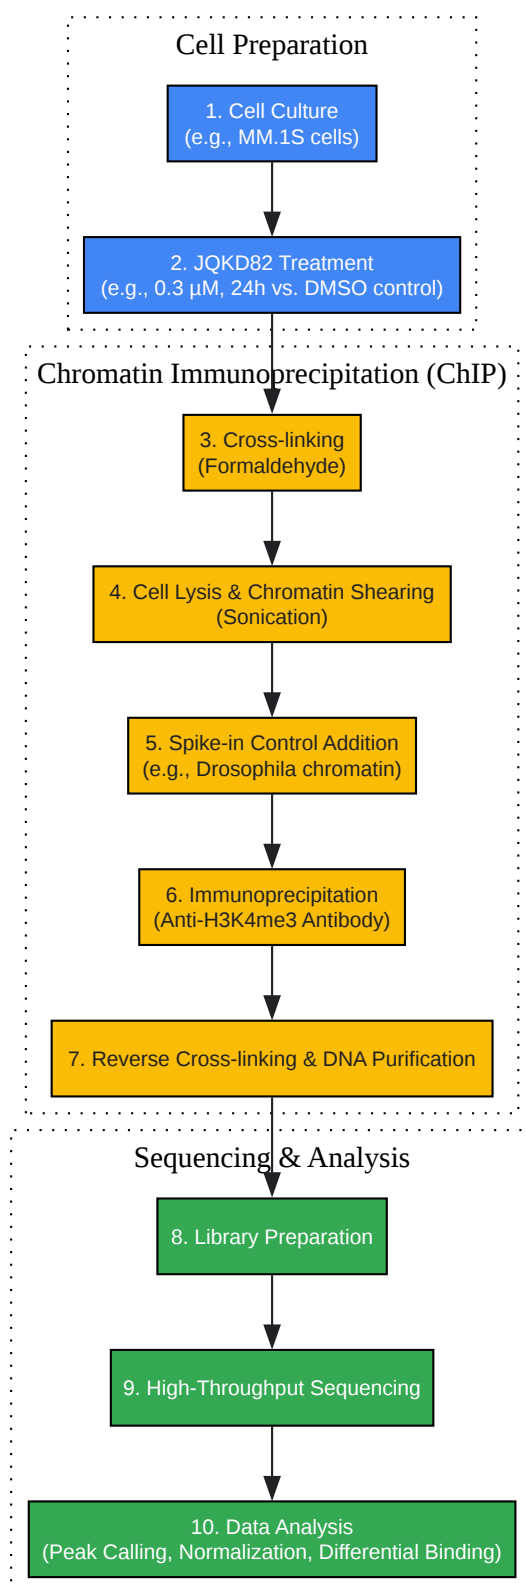 Cell Preparation
1. Cell Culture
(e.g., MM.1S cells)
2. JQKD82 Treatment
(e.g., 0.3 µM, 24h vs. DMSO control)
Chromatin Immunoprecipitation (ChIP)
3. Cross-linking
(Formaldehyde)
4. Cell Lysis & Chromatin Shearing
(Sonication)
5. Spike-in Control Addition
(e.g., Drosophila chromatin)
6. Immunoprecipitation
(Anti-H3K4me3 Antibody)
7. Reverse Cross-linking & DNA Purification
Sequencing & Analysis
8. Library Preparation
9. High-Throughput Sequencing
10. Data Analysis
(Peak Calling, Normalization, Differential Binding)